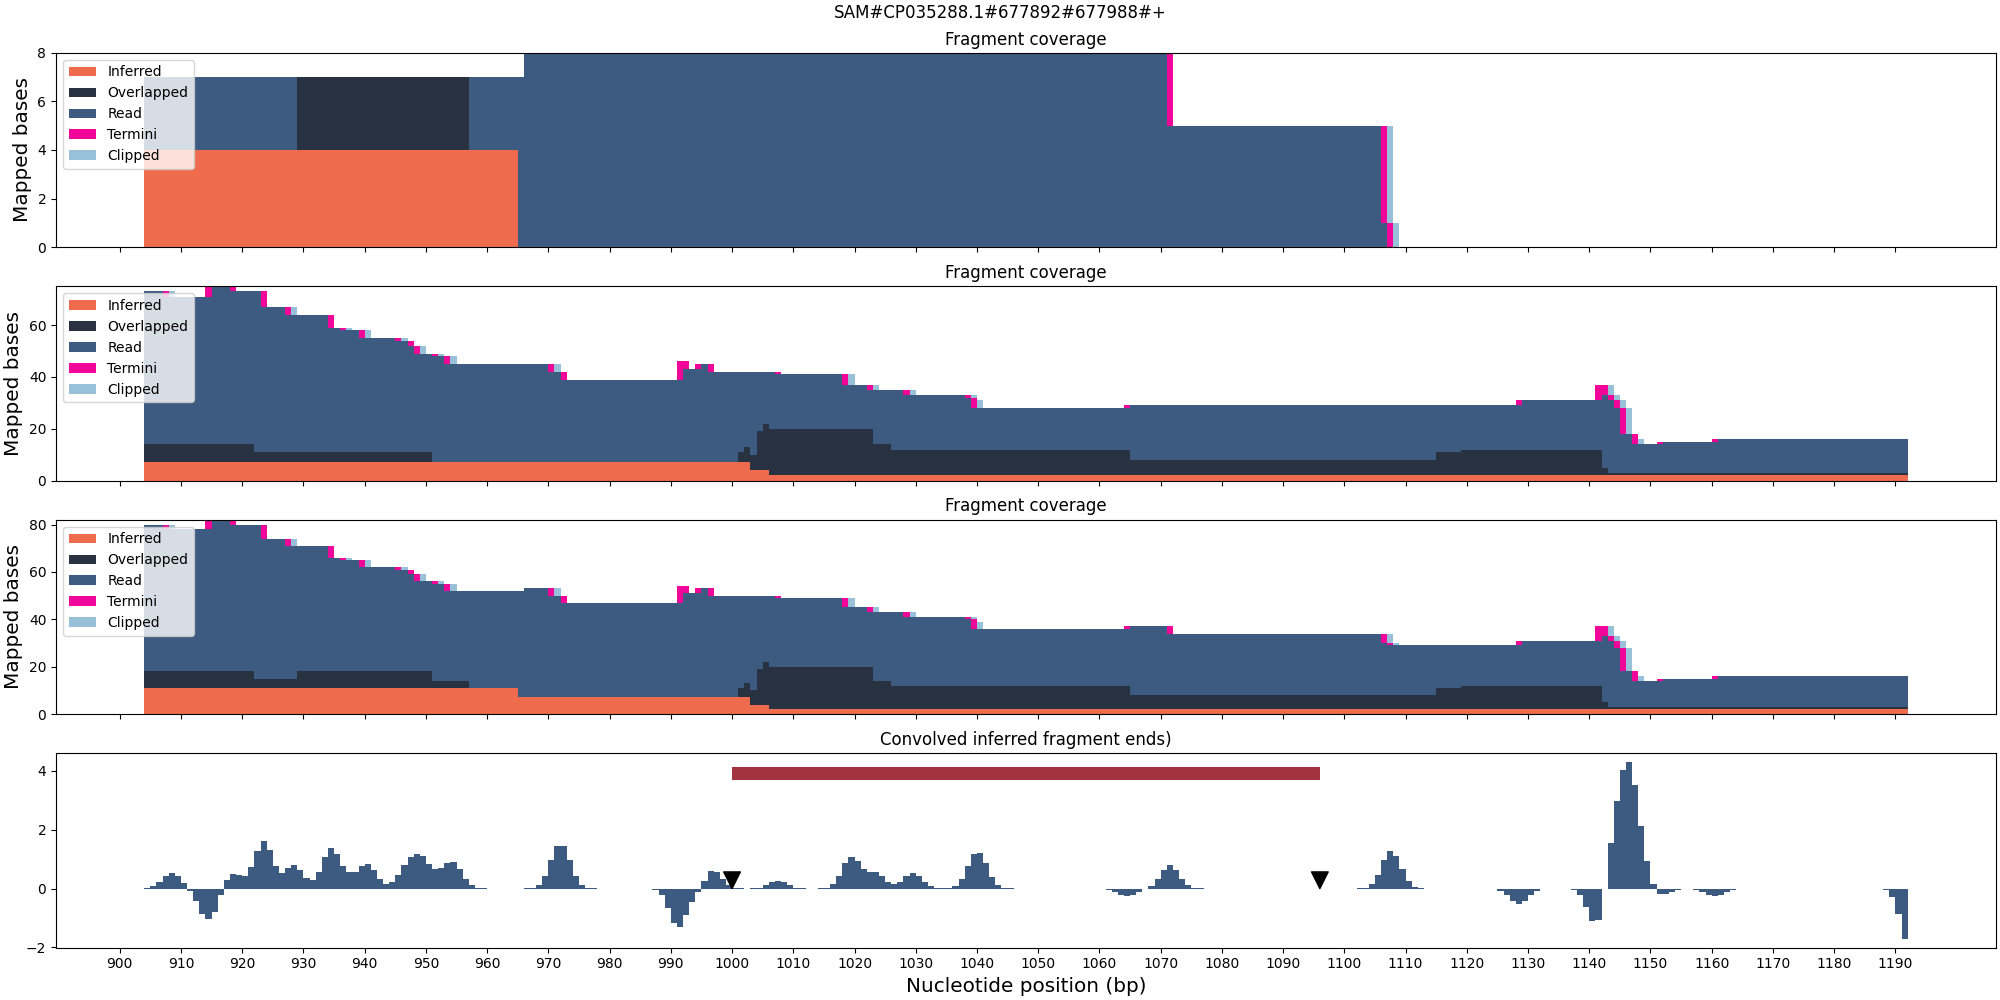 SAM#CP035288.1#677892#677988#+
Fragment coverage
Mapped bases
8
6
4
2
0
Inferred
Overlapped
Read
Termini
Clipped
Fragment coverage
Mapped bases
60
40
20
0
Inferred
Overlapped
Read
Termini
Clipped
Fragment coverage
Mapped bases
80
60
40
20
0
Inferred
Overlapped
Read
Termini
Clipped
Convolved inferred fragment ends)
4
2
0
−2
900 910 920 930 940 950 960 970 980 990 1000 1010 1020 1030 1040 1050 1060 1070 1080 1090 1100 1110 1120 1130 1140 1150 1160 1170 1180 1190
Nucleotide position (bp)